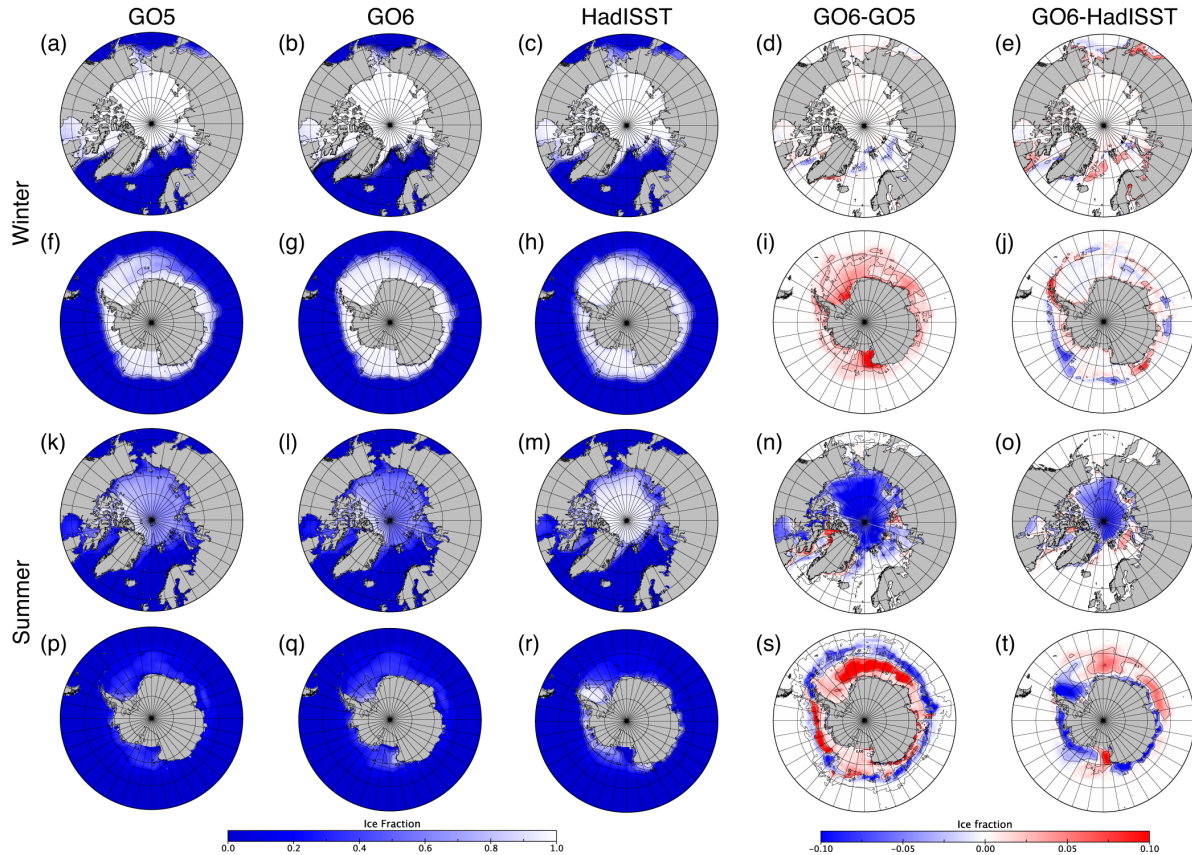 GO5 GO6 HadISST GO6-GO5 GO6-HadISST
(a) (b) (c) (d) (e)
Winter
(f) (g) (h) (i) (j)
(k) (l) (m) (n) (o)
Summer
(p) (q) (r) (s) (t)
Ice Fraction
0.0 0.2 0.4 0.6 0.8 1.0
Ice fraction
-0.10 -0.05 0.00 0.05 0.10